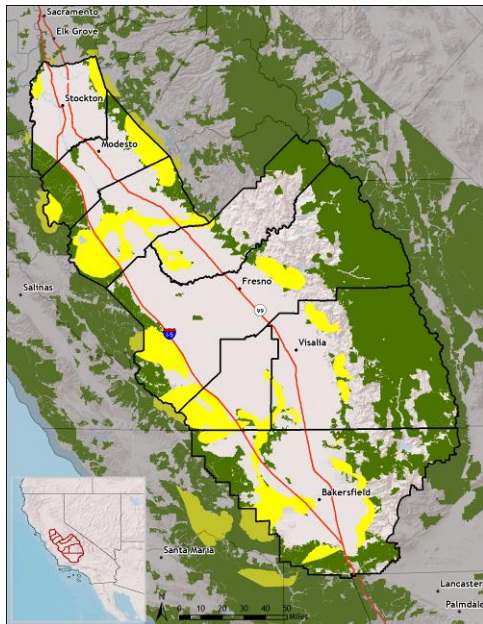 Sacramento
Elk Grove
Stockton
Modesto
Salinas
Fresno
99
Visalia
Bakersfield
Santa Maria
Lancaster
Palmdale
N
0 10 20 30 40 50
Miles